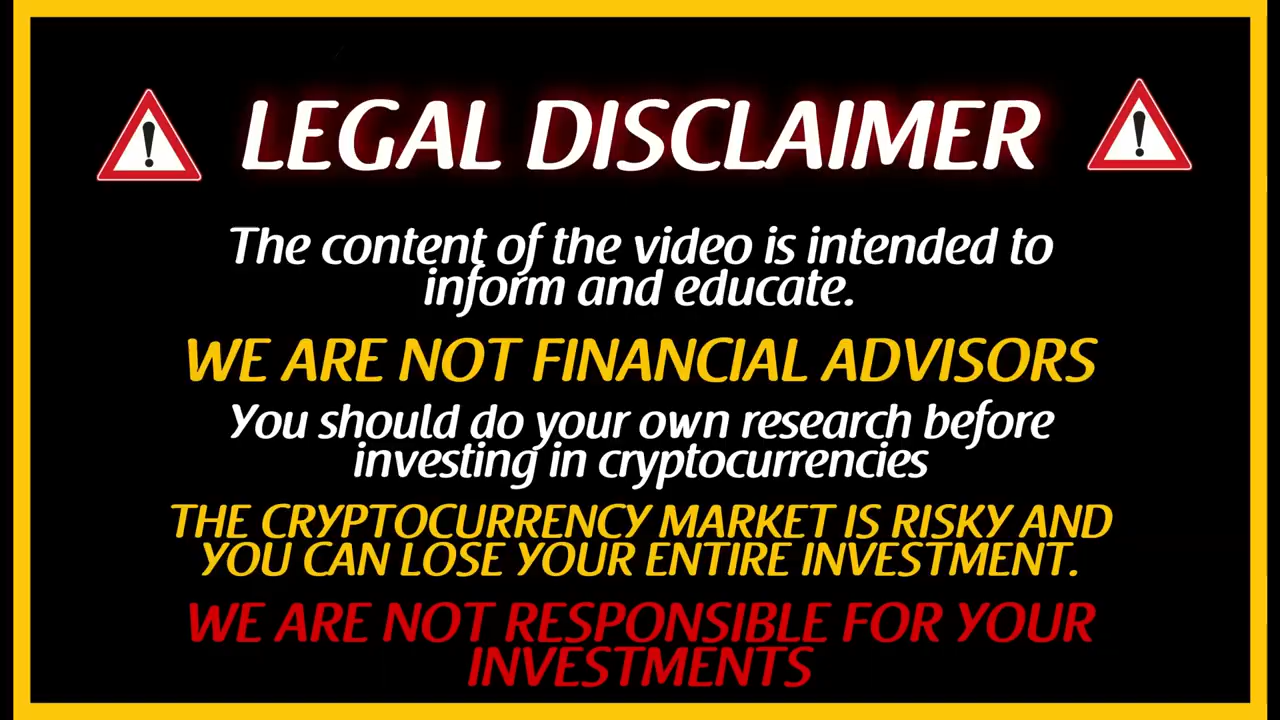 LEGAL DISCLAIMER
The content of the video is intended to
inform and educate.
WE ARE NOT FINANCIAL ADVISORS
You should do your own research before
investing in cryptocurrencies
THE CRYPTOCURRENCY MARKET IS RISKY AND
YOU CAN LOSE YOUR ENTIRE INVESTMENT.
WE ARE NOT RESPONSIBLE FOR YOUR
INVESTMENTS